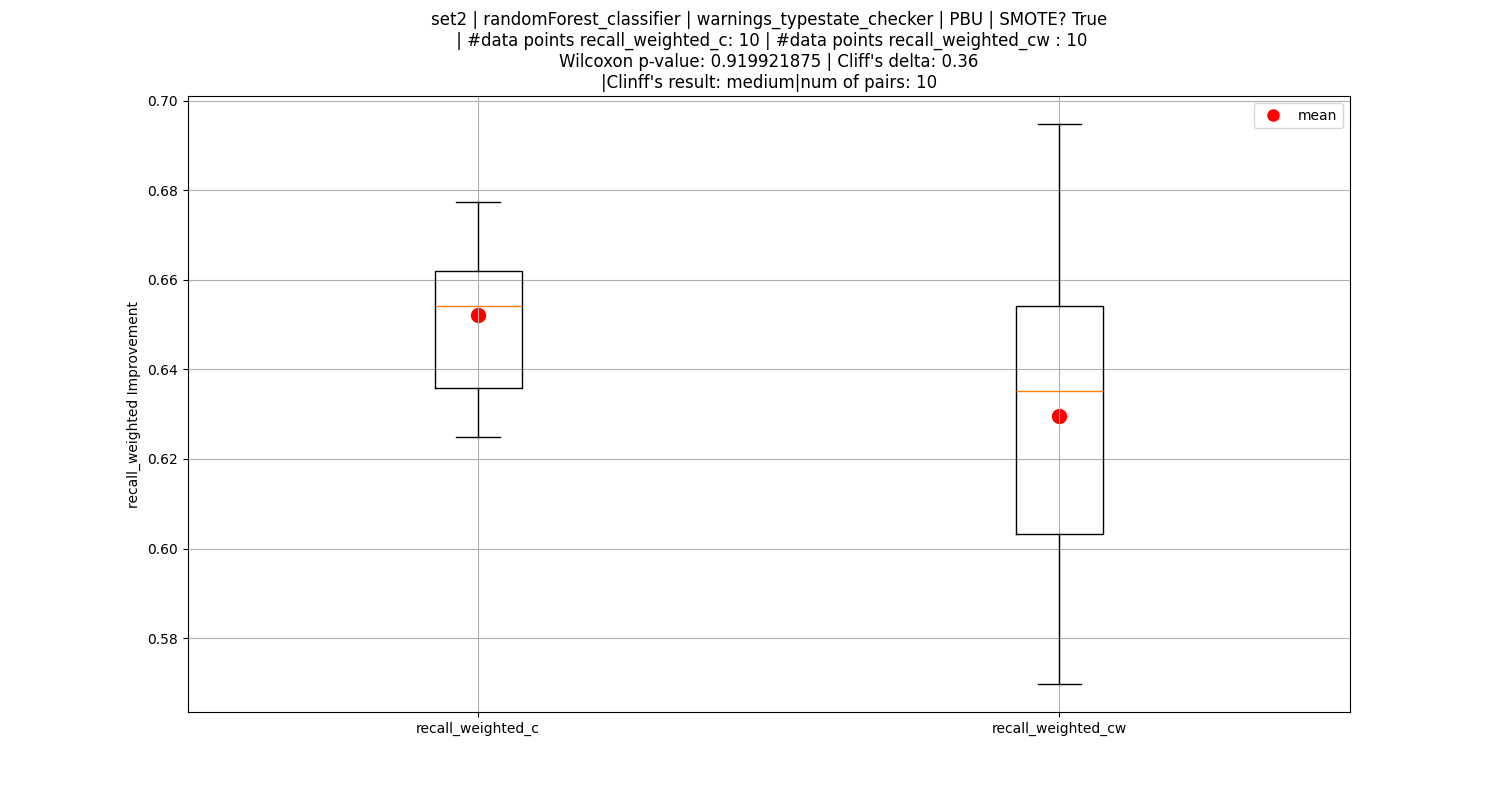 set2 | randomForest_classifier | warnings_typestate_checker | PBU | SMOTE? True
| #data points recall_weighted_c: 10 | #data points recall_weighted_cw : 10
Wilcoxon p-value: 0.919921875 | Cliff's delta: 0.36
|Clinff's result: medium|num of pairs: 10
mean
recall_weighted Improvement
0.70
0.68
0.66
0.64
0.62
0.60
0.58
recall_weighted_c
recall_weighted_cw